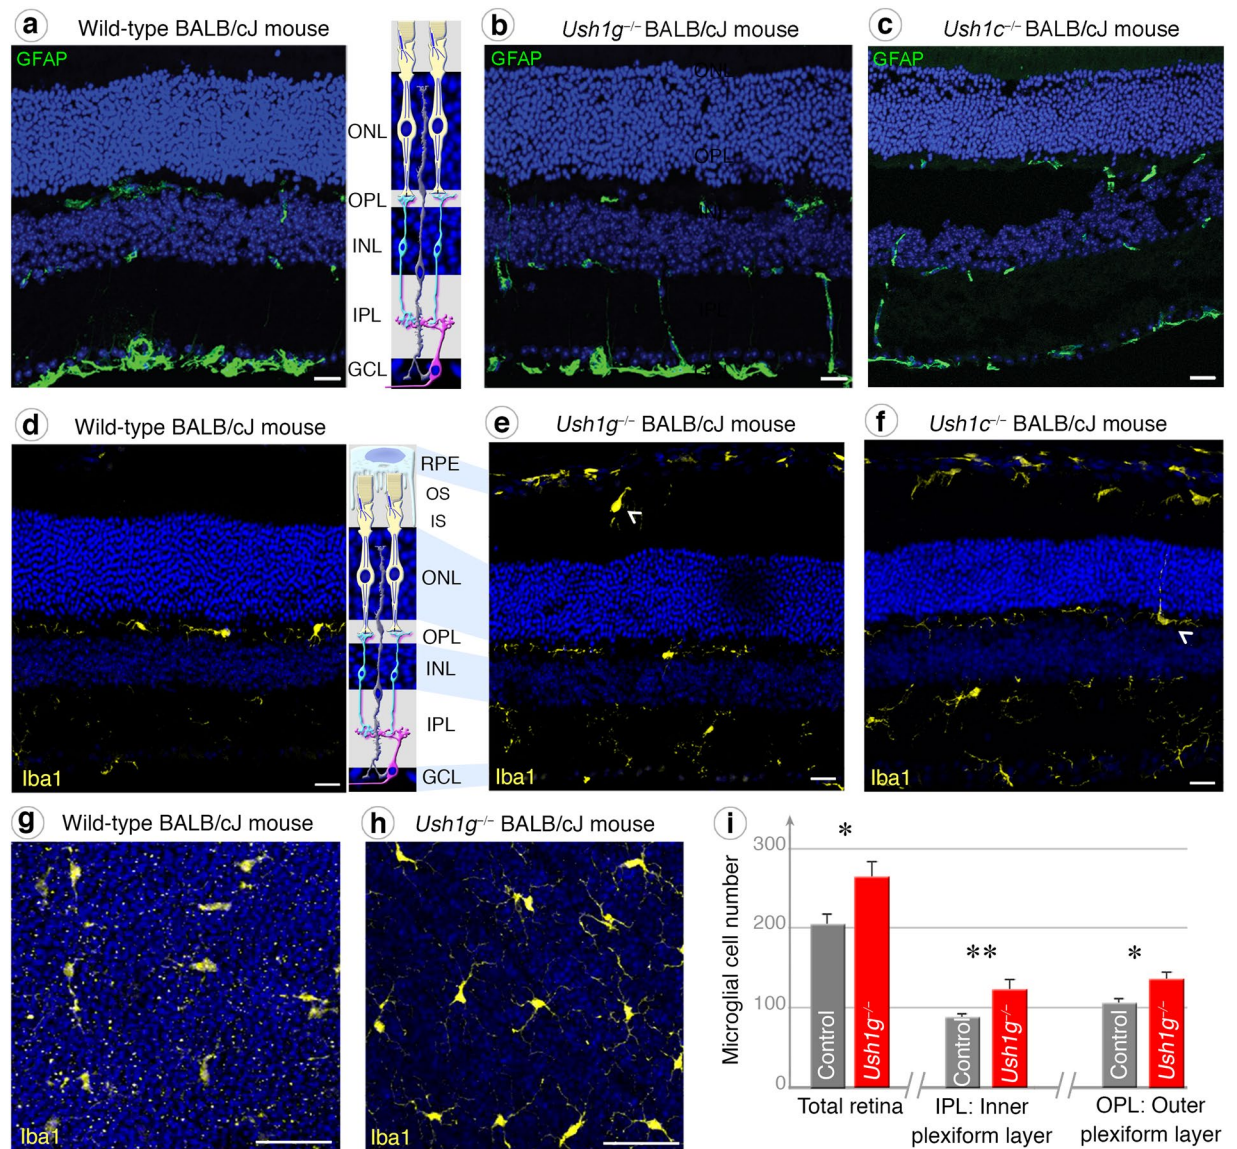 a Wild-type BALB/cJ mouse
GFAP
ONL
OPL
INL
IPL
GCL
b Ush1g–/– BALB/cJ mouse
GFAP
ONL
OPL
IPL
c Ush1c–/– BALB/cJ mouse
GFAP
d Wild-type BALB/cJ mouse
Iba1
RPE
OS
IS
ONL
OPL
INL
IPL
GCL
e Ush1g–/– BALB/cJ mouse
f Ush1c–/– BALB/cJ mouse
Iba1
g Wild-type BALB/cJ mouse
Iba1
h Ush1g–/– BALB/cJ mouse
Iba1
i
Microglial cell number
300
200
100
0
*
**
*
Control
Ush1g–/–
Control
Ush1g–/–
Control
Ush1g–/–
Total retina
IPL: Inner
plexiform layer
OPL: Outer
plexiform layer